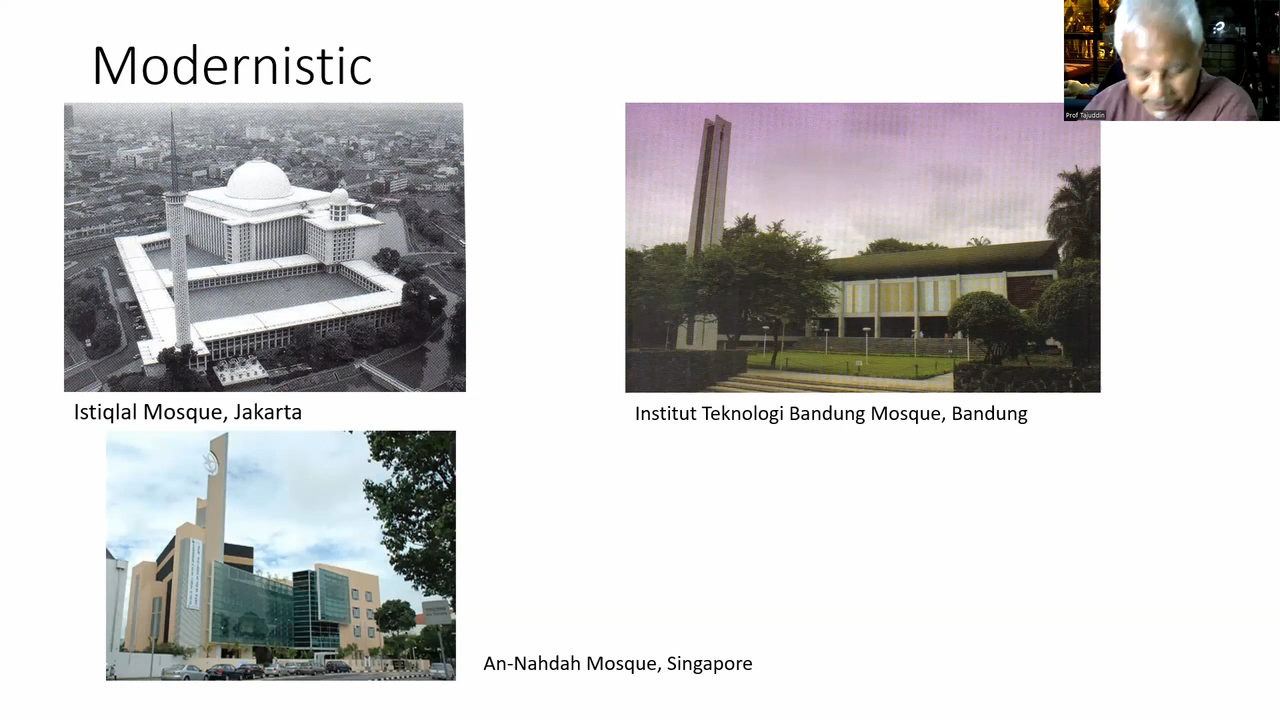 Modernistic
Prof Tajuddin
Istiqlal Mosque, Jakarta
Institut Teknologi Bandung Mosque, Bandung
An-Nahdah Mosque, Singapore